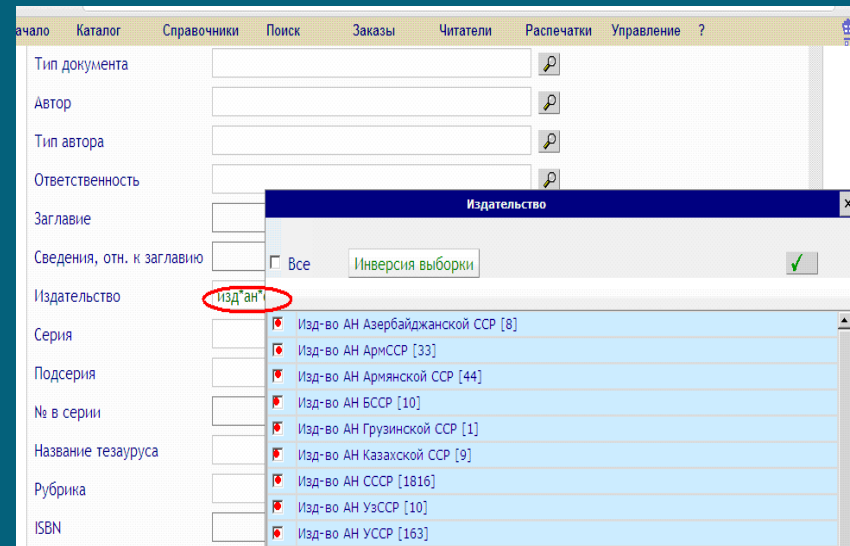 ачало Каталог Справочники Поиск Заказы Читатели Распечатки Управление ?
Тип документа
Автор
Тип автора
Ответственность
Издательство
Заглавие
Сведения, отн. к заглавию
Все Инверсия выборки
Издательство изд*ан*
Серия
Подсерия
№ в серии
Название тезауруса
Рубрика
ISBN
Изд-во АН Азербайджанской ССР [8]
Изд-во АН АрмССР [33]
Изд-во АН Армянской ССР [44]
Изд-во АН БССР [10]
Изд-во АН Грузинской ССР [1]
Изд-во АН Казахской ССР [9]
Изд-во АН СССР [1816]
Изд-во АН УзССР [10]
Изд-во АН УССР [163]